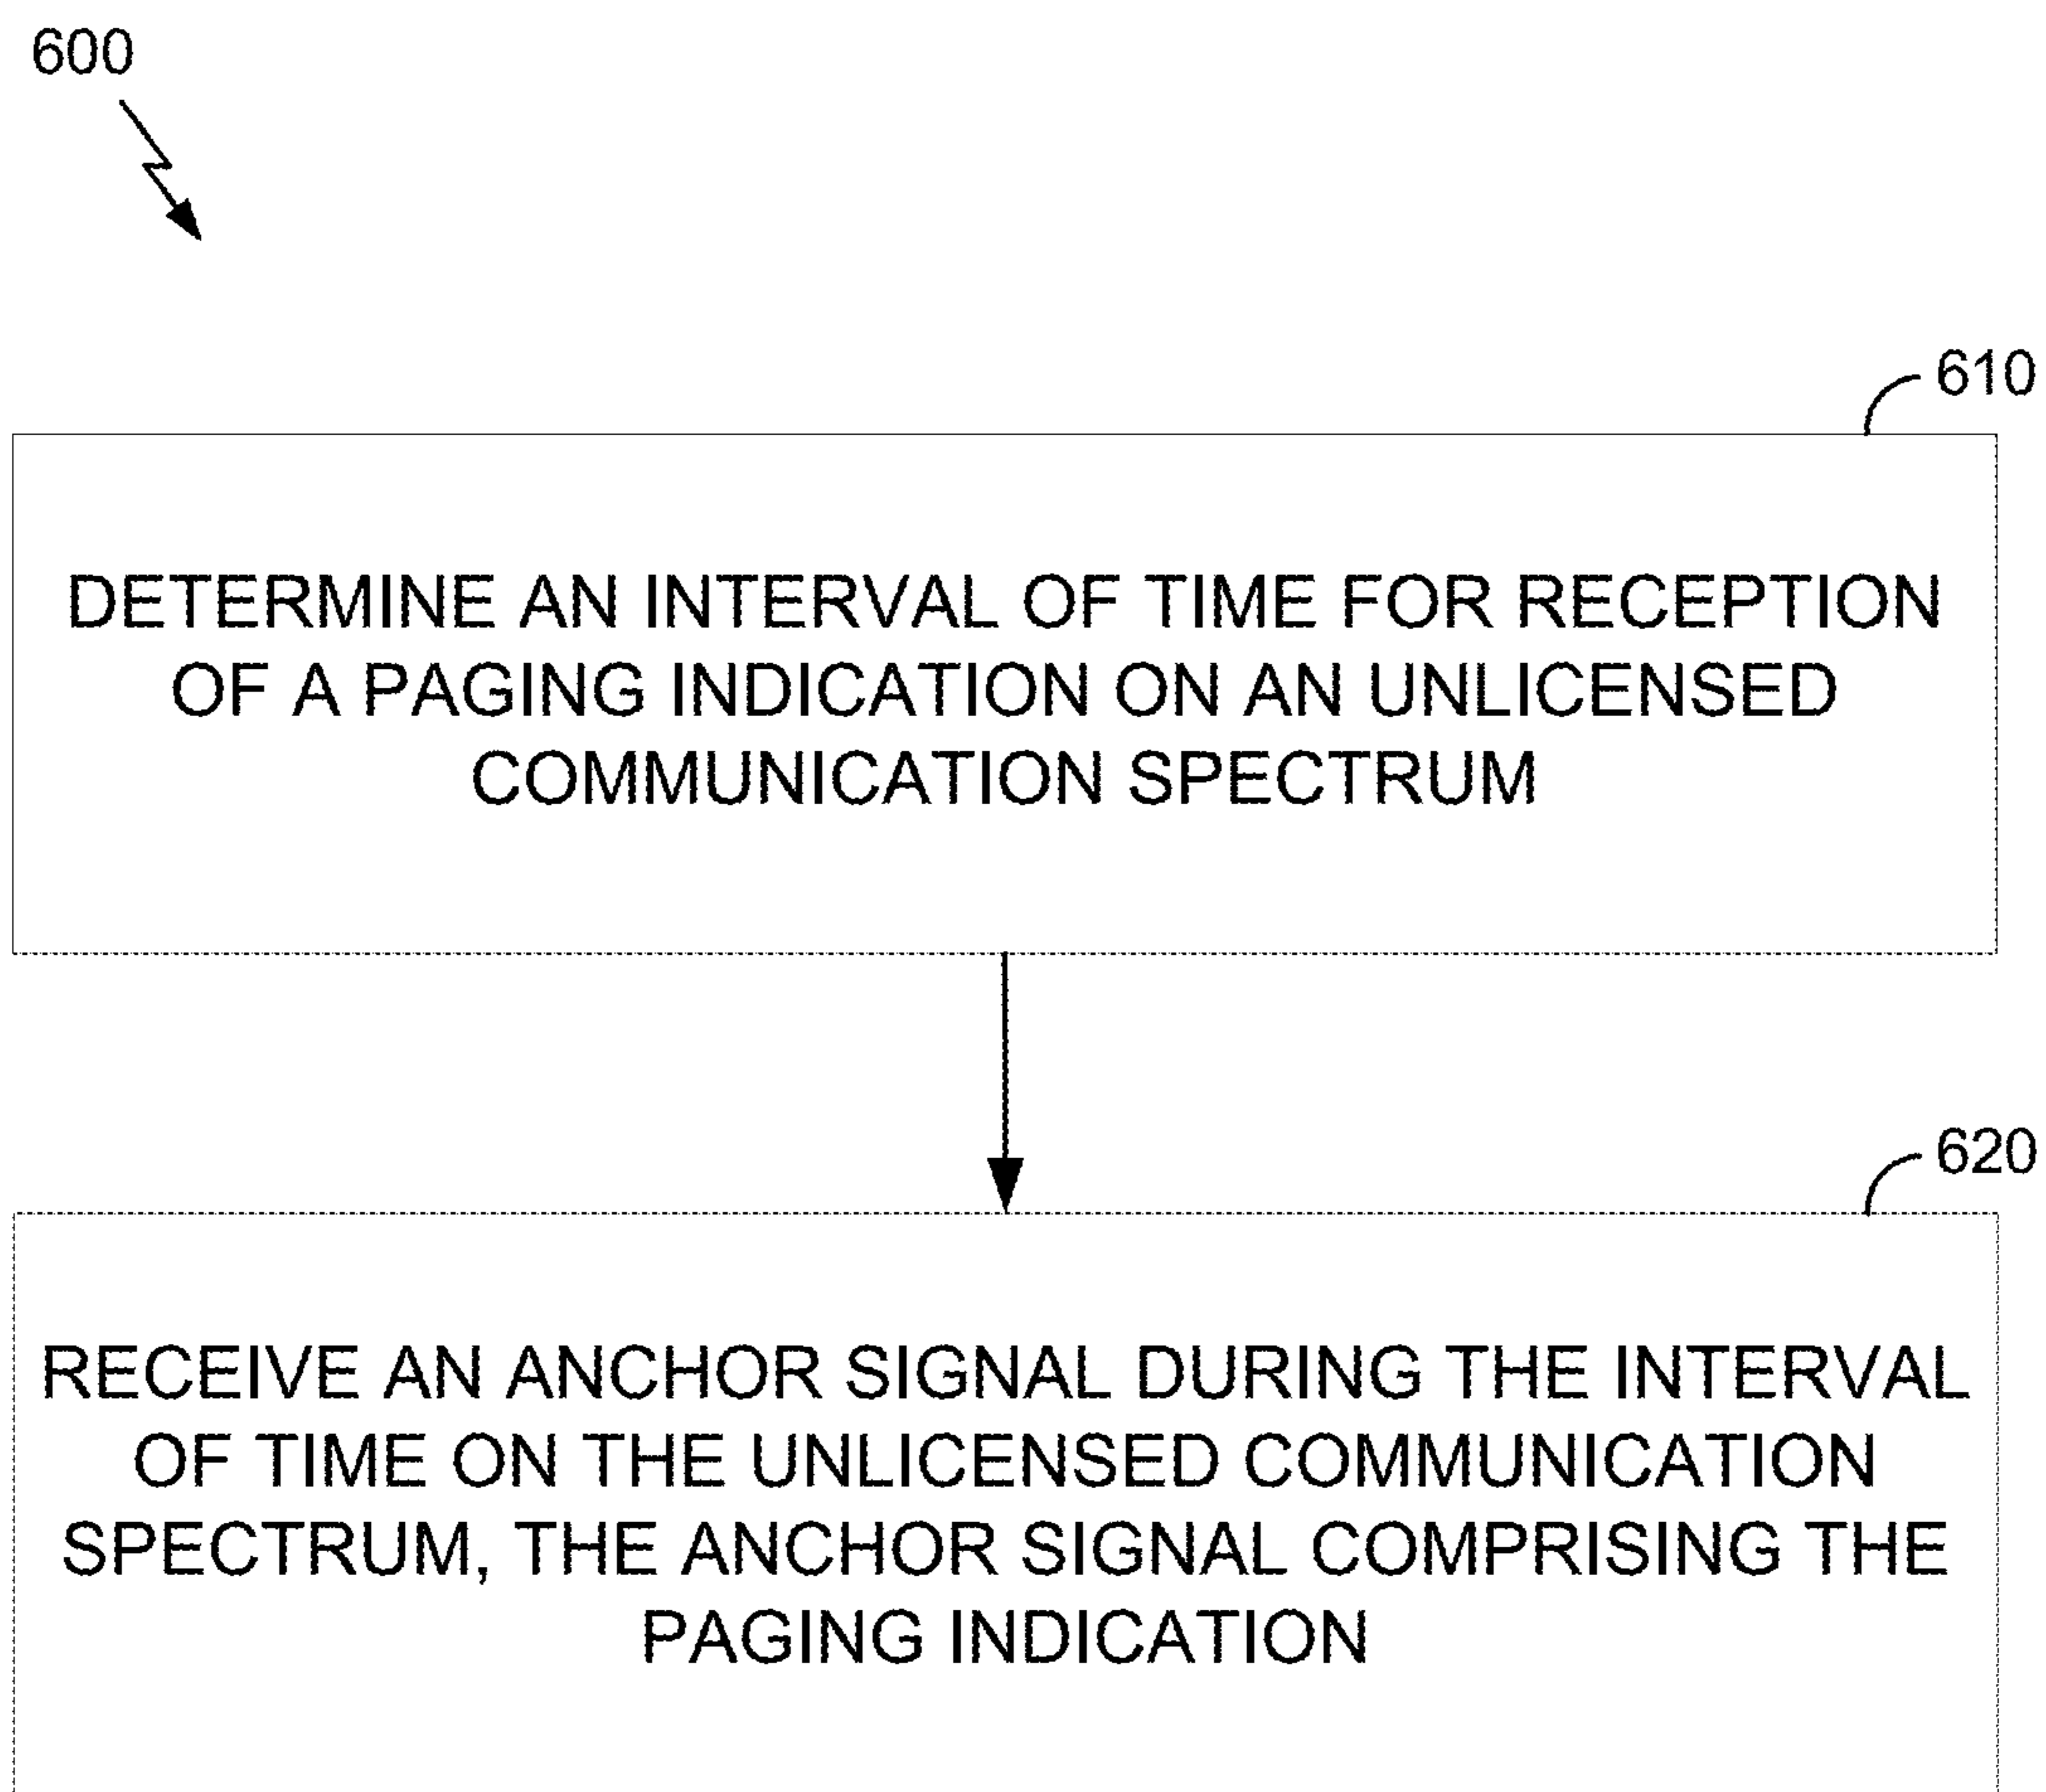 600
610
DETERMINE AN INTERVAL OF TIME FOR RECEPTION
OF A PAGING INDICATION ON AN UNLICENSED
COMMUNICATION SPECTRUM
620
RECEIVE AN ANCHOR SIGNAL DURING THE INTERVAL
OF TIME ON THE UNLICENSED COMMUNICATION
SPECTRUM, THE ANCHOR SIGNAL COMPRISING THE
PAGING INDICATION